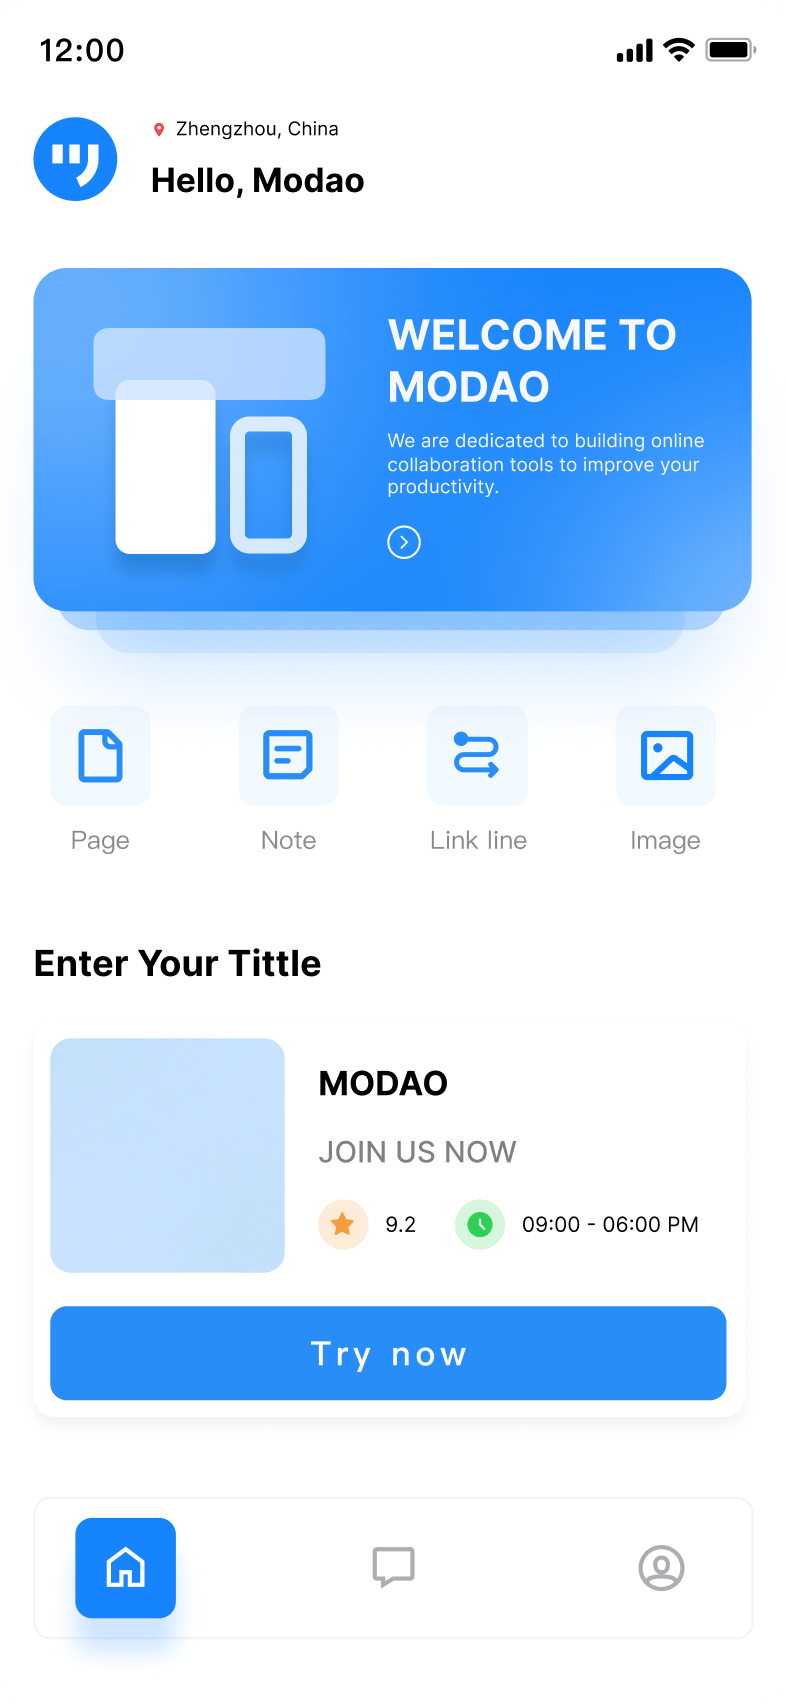 12:00
Zhengzhou, China
Hello, Modao
WELCOME TO
MODAO
We are dedicated to building online
collaboration tools to improve your
productivity.
Page
Note
Link line
Image
Enter Your Tittle
MODAO
JOIN US NOW
9.2
09:00 - 06:00 PM
Try now